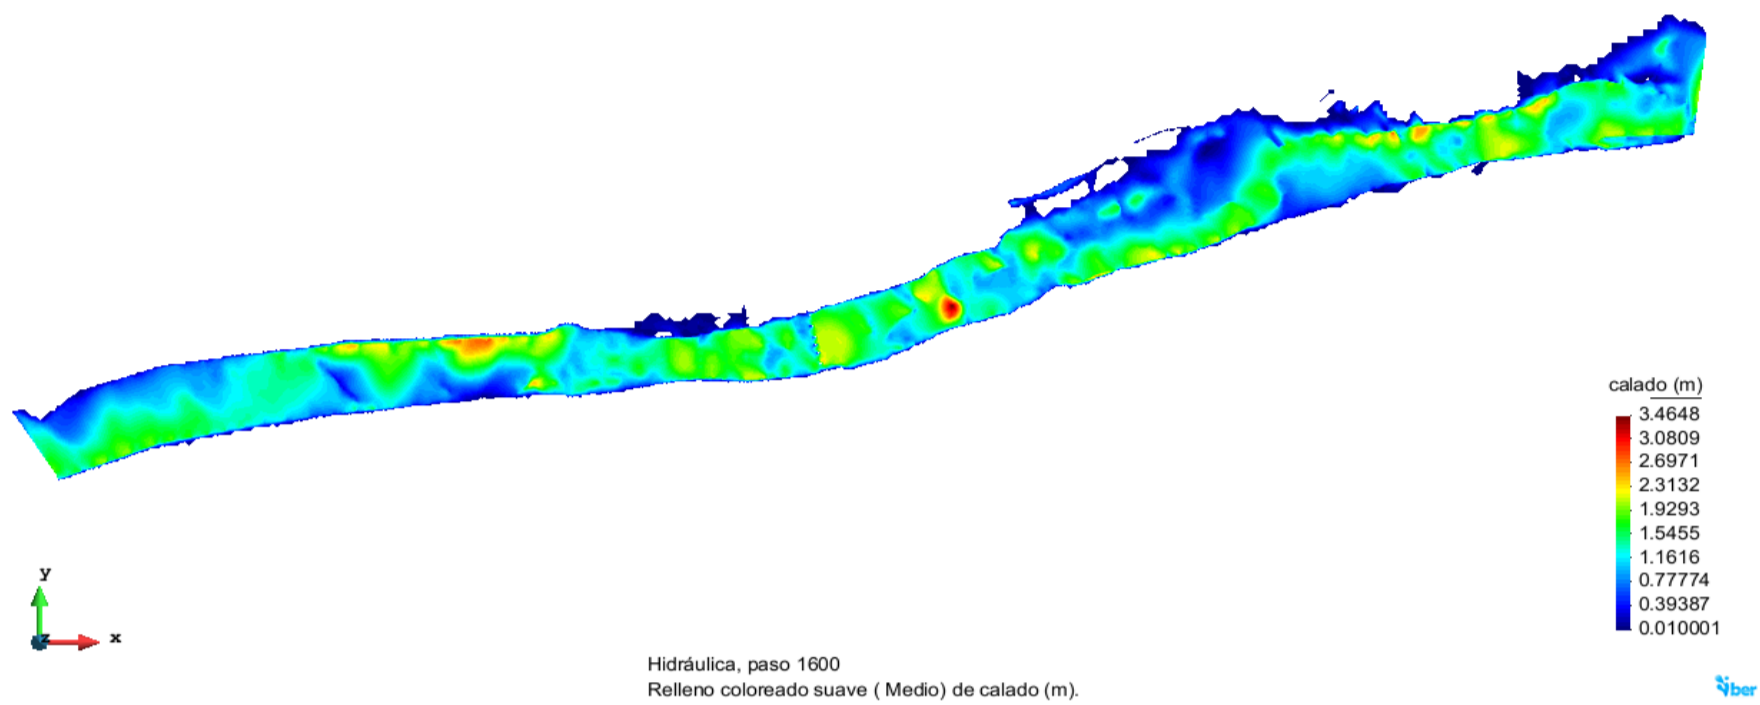 calado (m)
3.4648
3.0809
2.6971
2.3132
1.9293
1.5455
1.1616
0.77774
0.39387
0.010001
y
z
x
Hidráulica, paso 1600
Relleno coloreado suave ( Medio) de calado (m).
iber